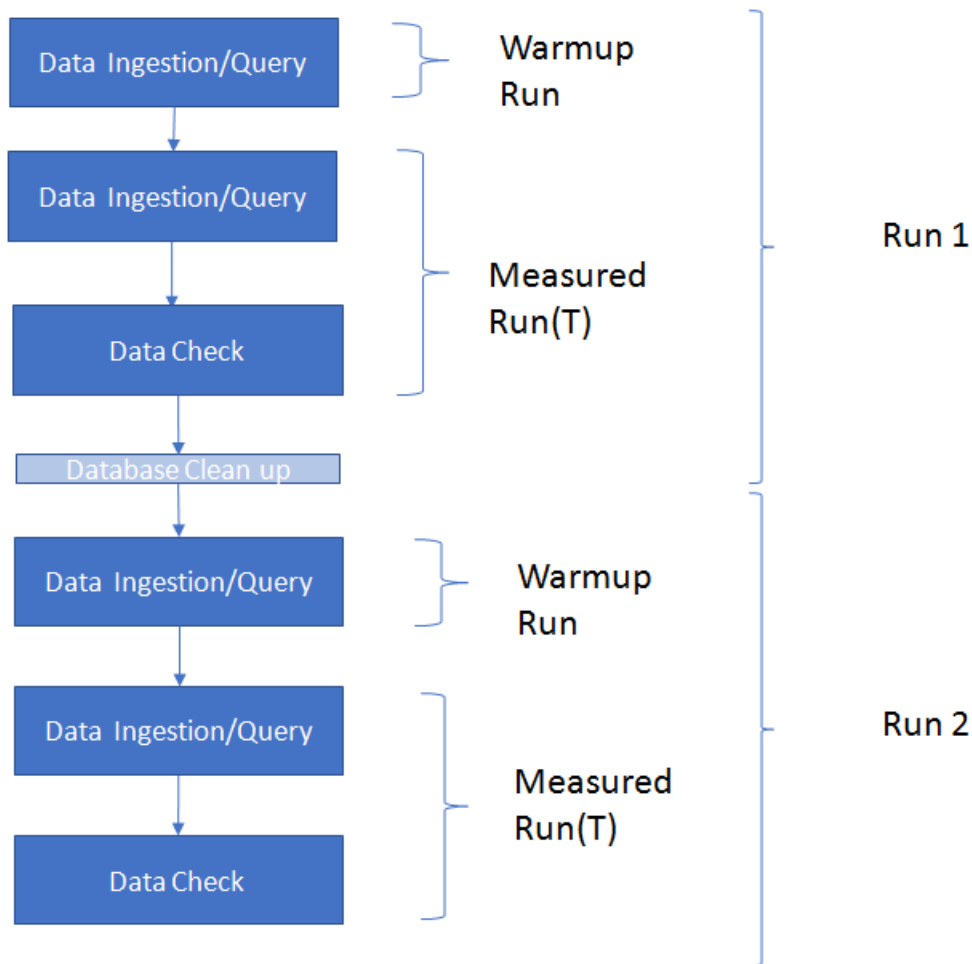 Data Ingestion/Query
Warmup
Run
Data Ingestion/Query
Run 1
Measured
Run(T)
Data Check
Database Clean up
Data Ingestion/Query
Warmup
Run
Data Ingestion/Query
Run 2
Measured
Run(T)
Data Check